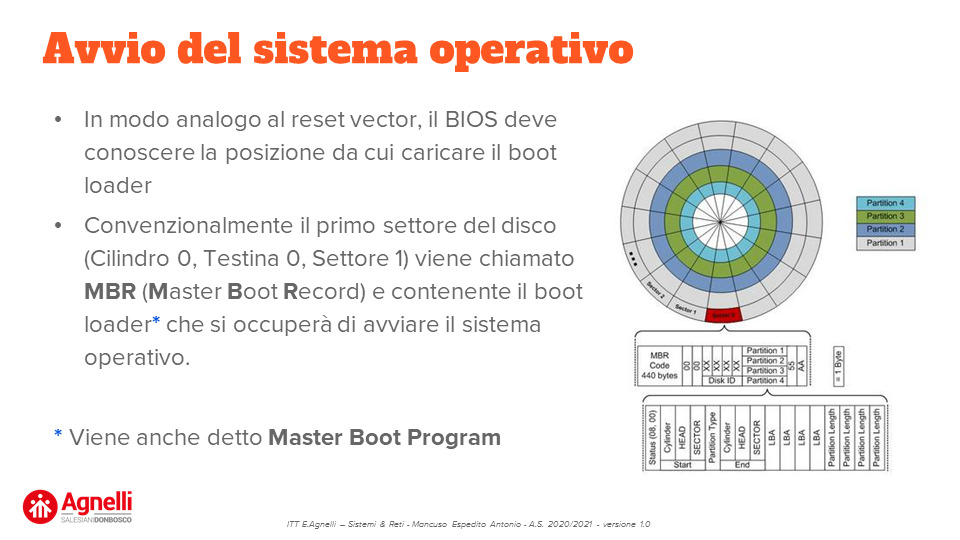 Avvio del sistema operativo
• In modo analogo al reset vector, il BIOS deve
conoscere la posizione da cui caricare il boot
loader
• Convenzionalmente il primo settore del disco
(Cilindro 0, Testina 0, Settore 1) viene chiamato
MBR (Master Boot Record) e contenente il boot
loader* che si occuperà di avviare il sistema
operativo.
* Viene anche detto Master Boot Program
Partition 4
Partition 3
Partition 2
Partition 1
Sector 2
Sector 1
Sector 0
MBR
Code
440 bytes
00
00
XX
XX
XX
XX
Disk ID
Partition 1
Partition 2
Partition 3
Partition 4
55
AA
= 1 Byte
Status (08, 00)
Cylinder
HEAD
SECTOR
Start
Partition Type
Cylinder
HEAD
SECTOR
End
LBA
LBA
LBA
LBA
Partition Length
Partition Length
Partition Length
Partition Length
Agnelli
SALESIANI DONBOSCO
ITT E.Agnelli – Sistemi & Reti - Mancuso Espedito Antonio - A.S. 2020/2021 - versione 1.0